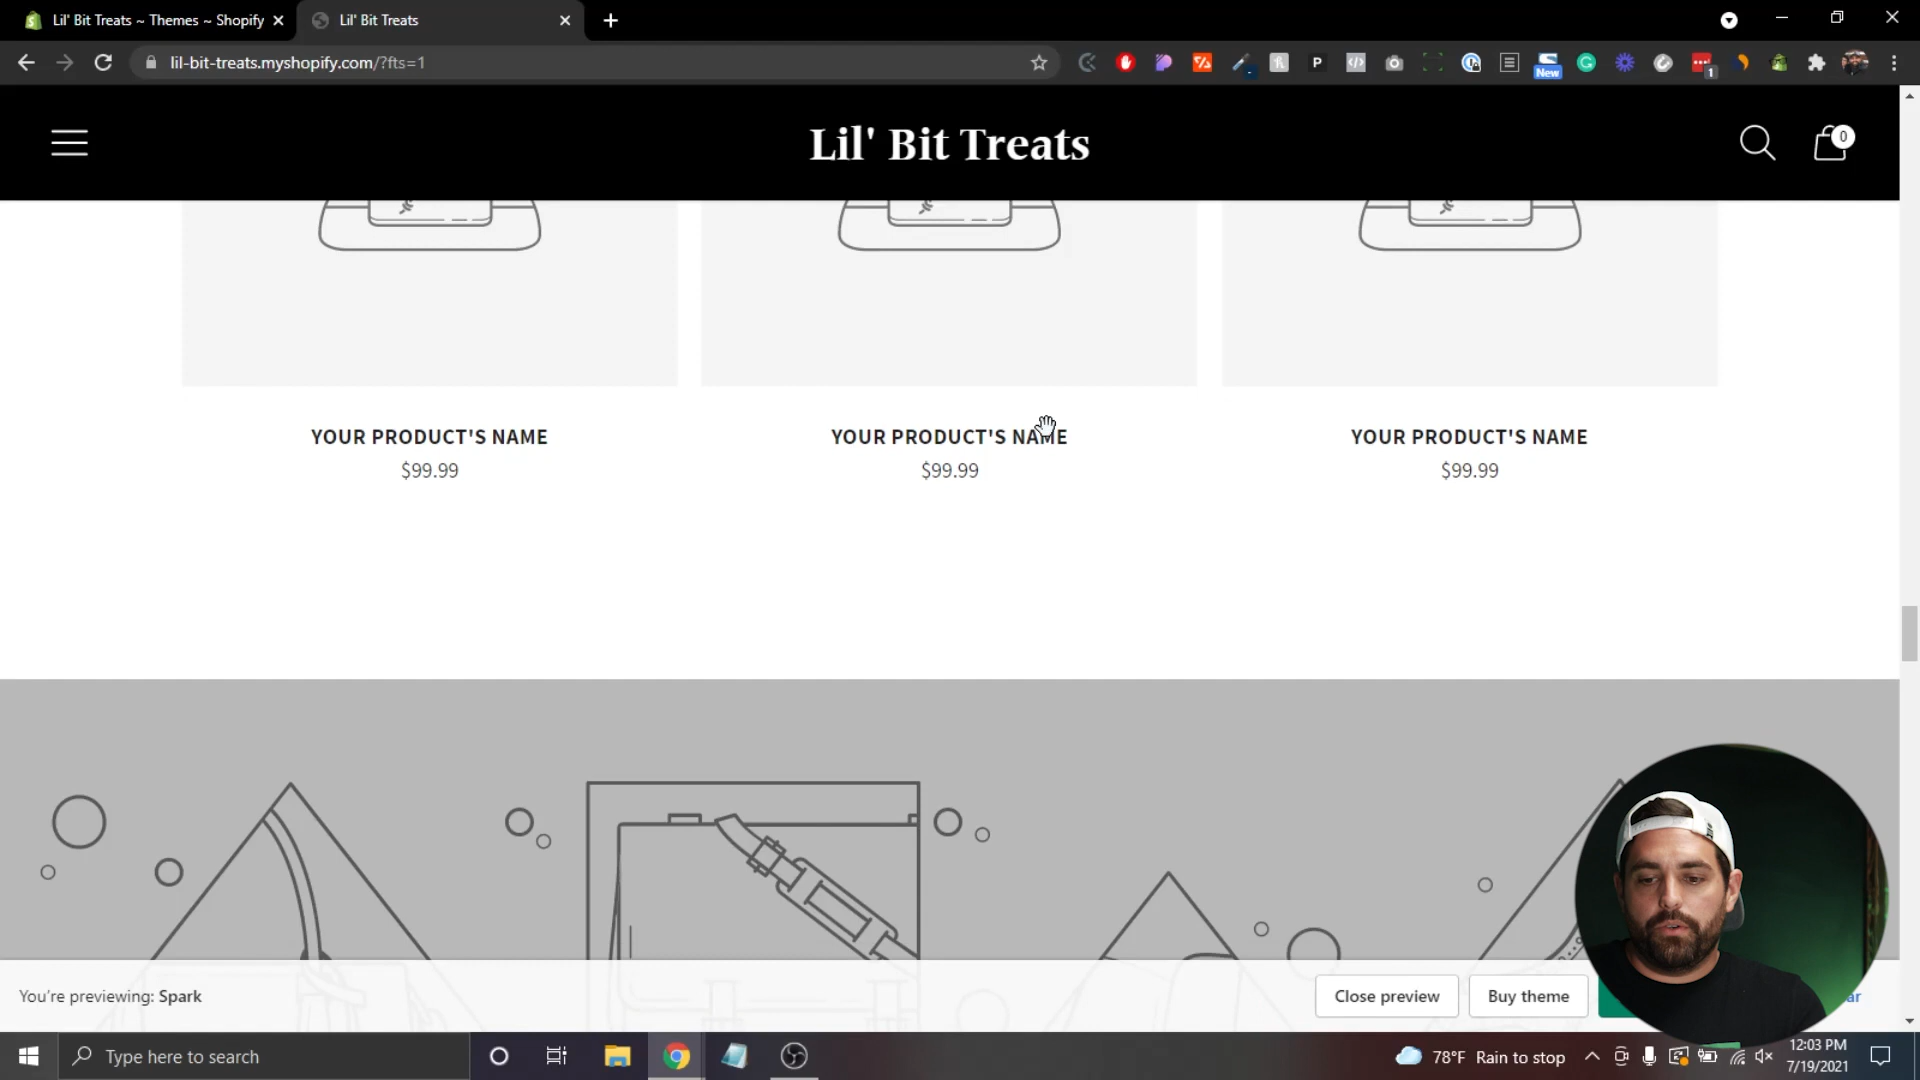 Lil' Bit Treats ~ Themes ~ Shopify
Lil' Bit Treats
lil-bit-treats.myshopify.com/?fts=1
P
New
1
Lil' Bit Treats
0
YOUR PRODUCT'S NAME
$99.99
YOUR PRODUCT'S NAME
$99.99
YOUR PRODUCT'S NAME
$99.99
You're previewing: Spark
Close preview
Buy theme
Type here to search
78°F Rain to stop
12:03 PM
7/19/2021